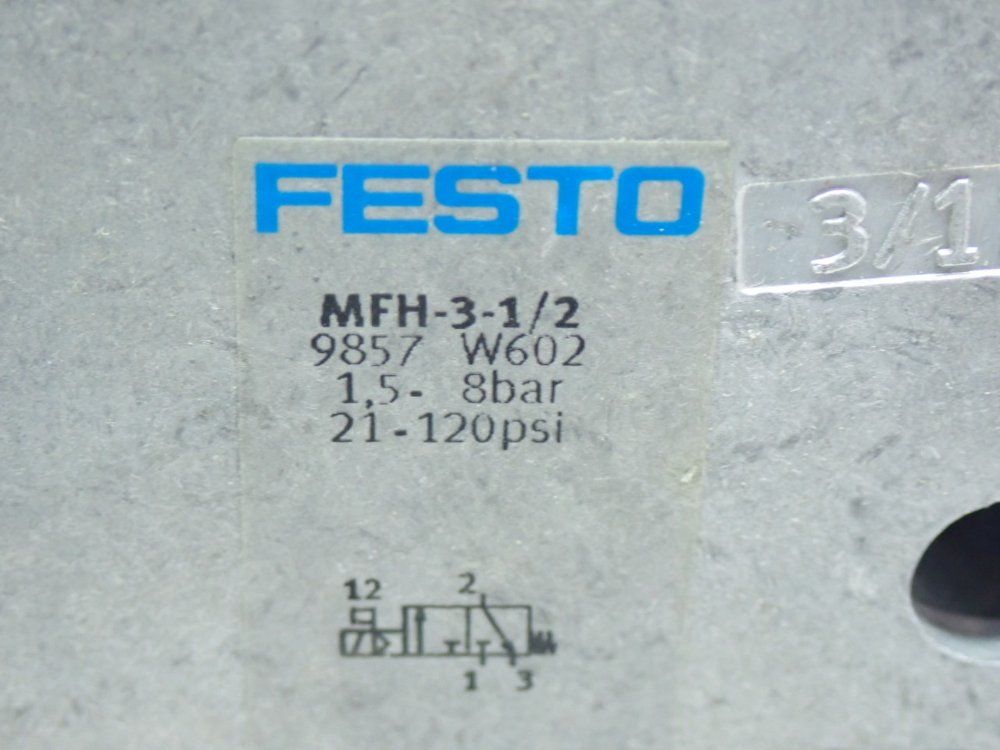 FESTO
3/1
MFH-3-1/2
9857 W602
1,5- 8bar
21-120psi
12 2
1 3